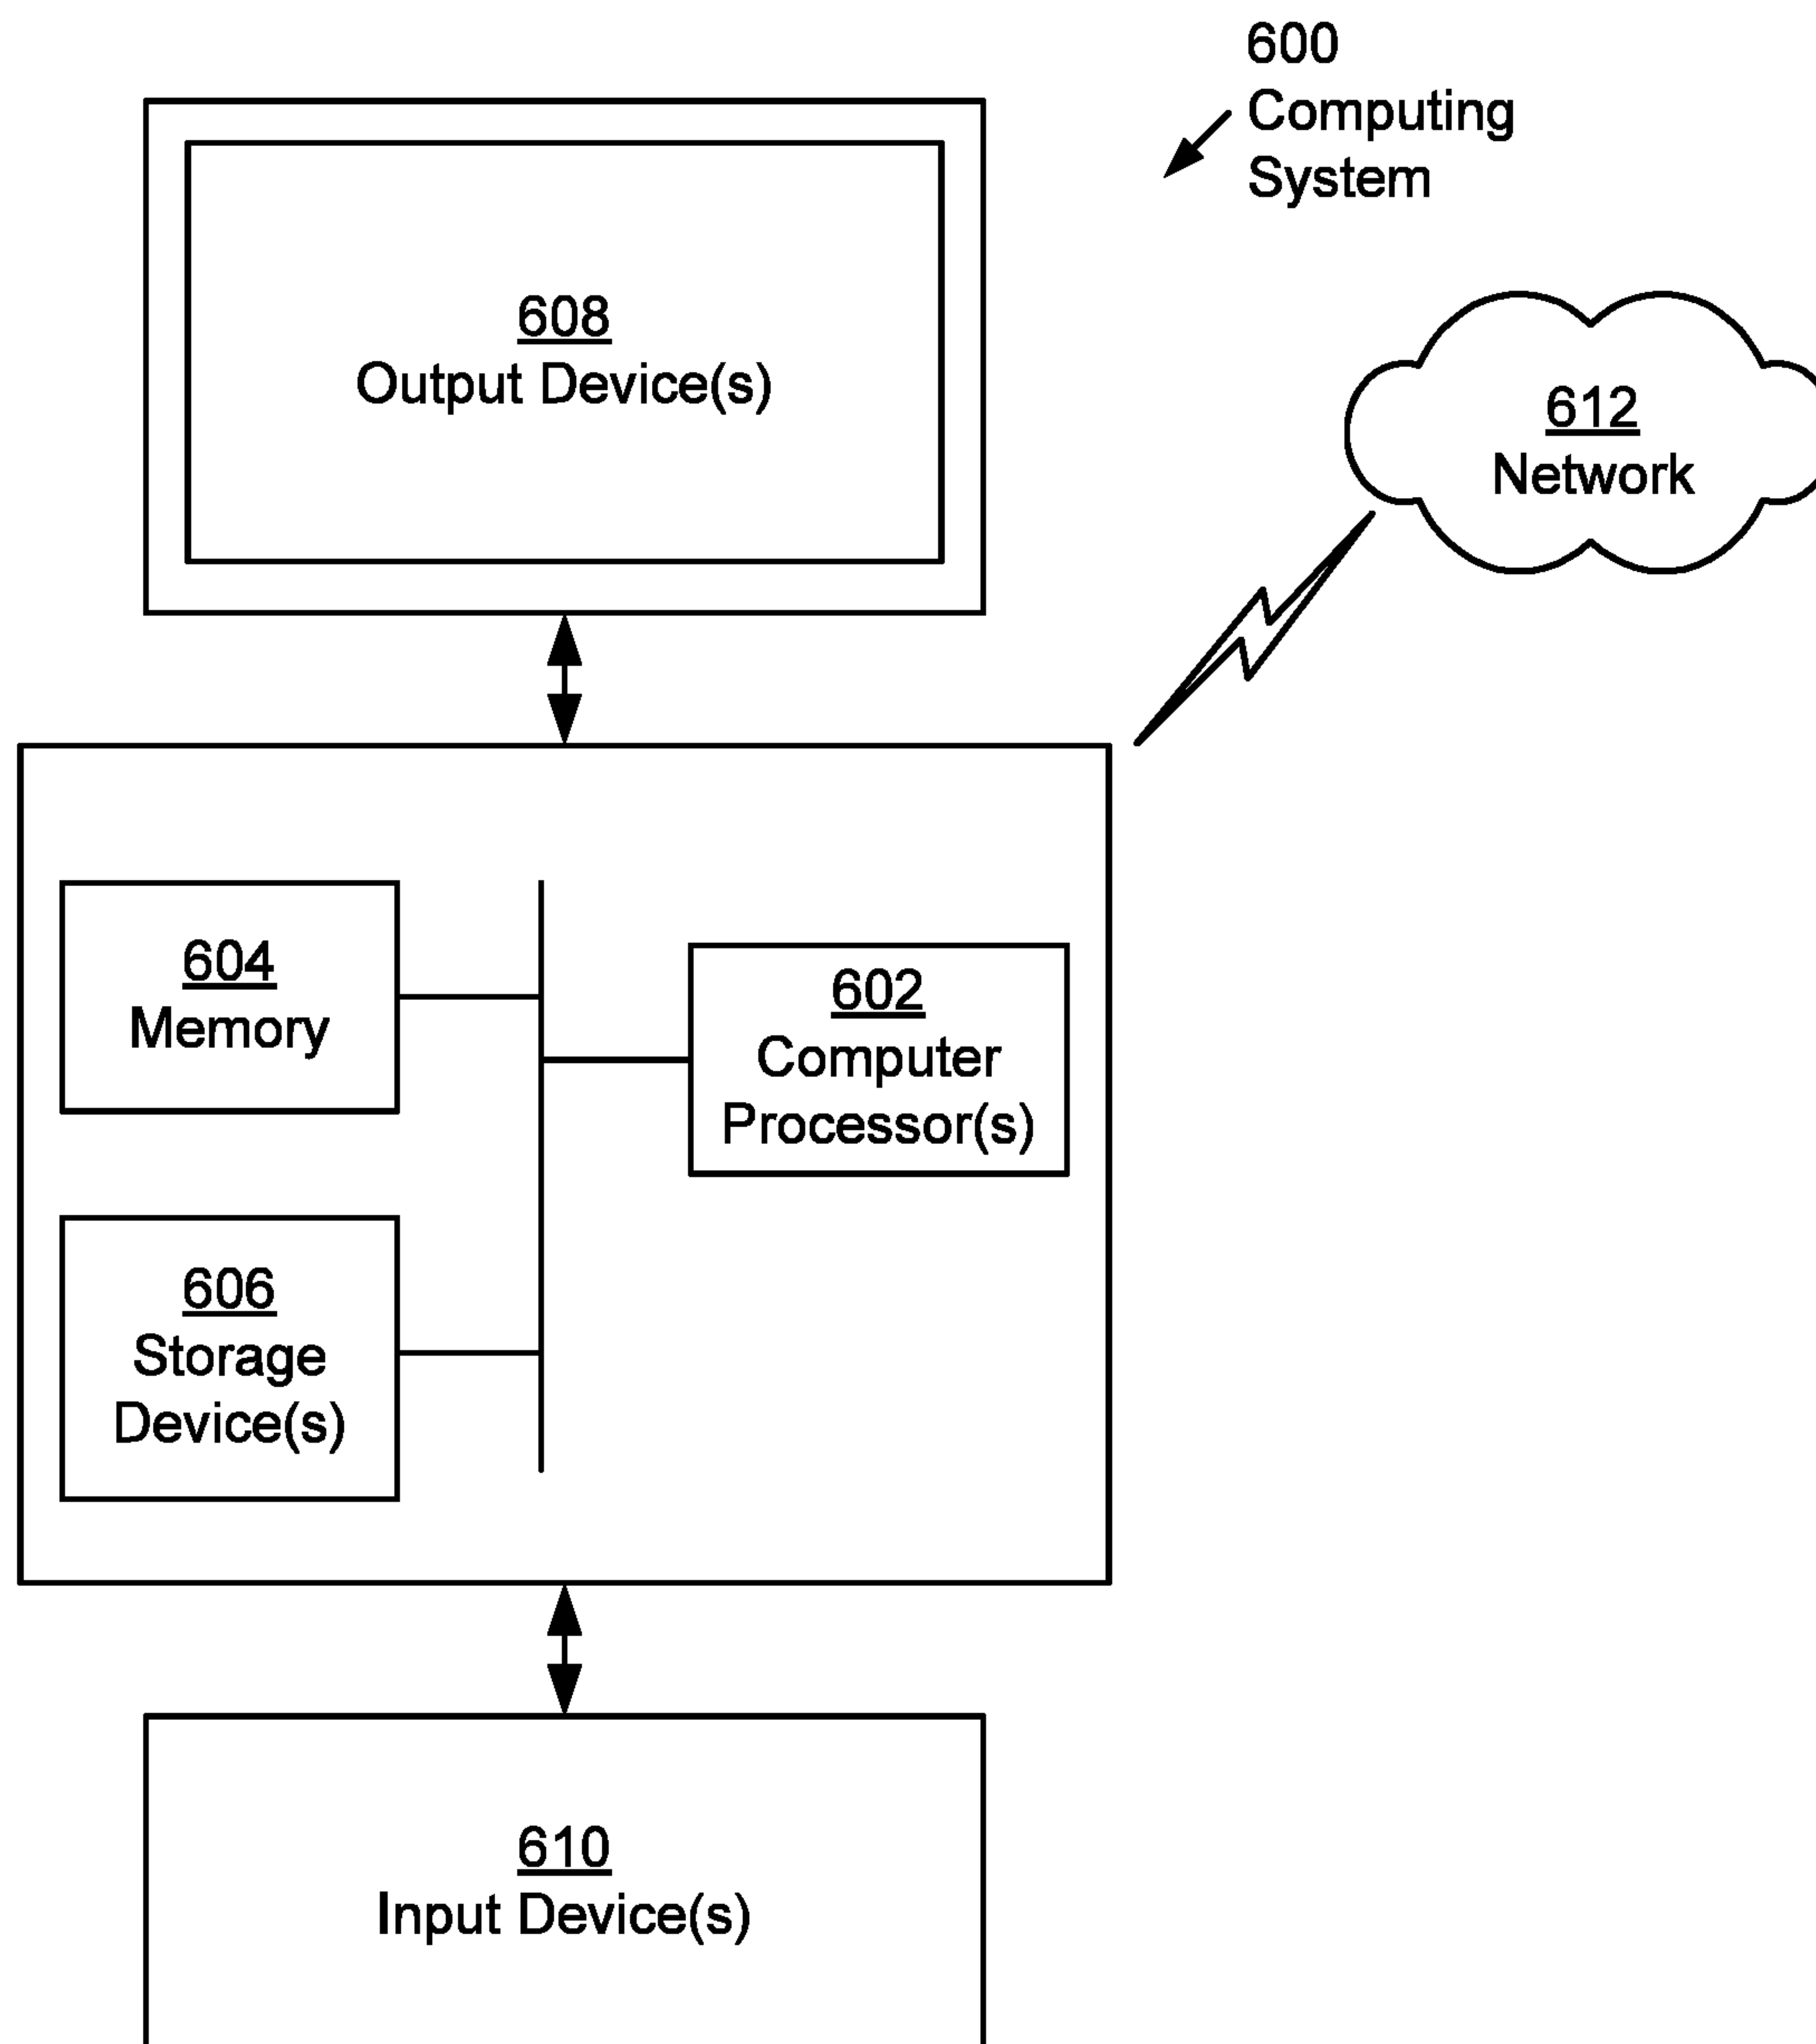 600
Computing
System
608
Output Device(s)
612
Network
604
Memory
602
Computer
Processor(s)
606
Storage
Device(s)
610
Input Device(s)